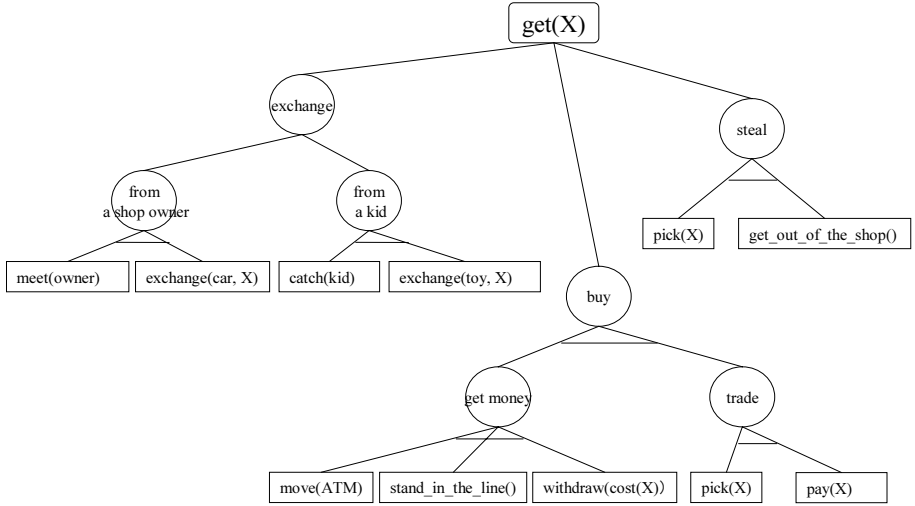 get(X)
exchange
steal
from
a shop owner
from
a kid
pick(X)
get_out_of_the_shop()
meet(owner)
exchange(car, X)
catch(kid)
exchange(toy, X)
buy
get money
trade
move(ATM)
stand_in_the_line()
withdraw(cost(X))
pick(X)
pay(X)